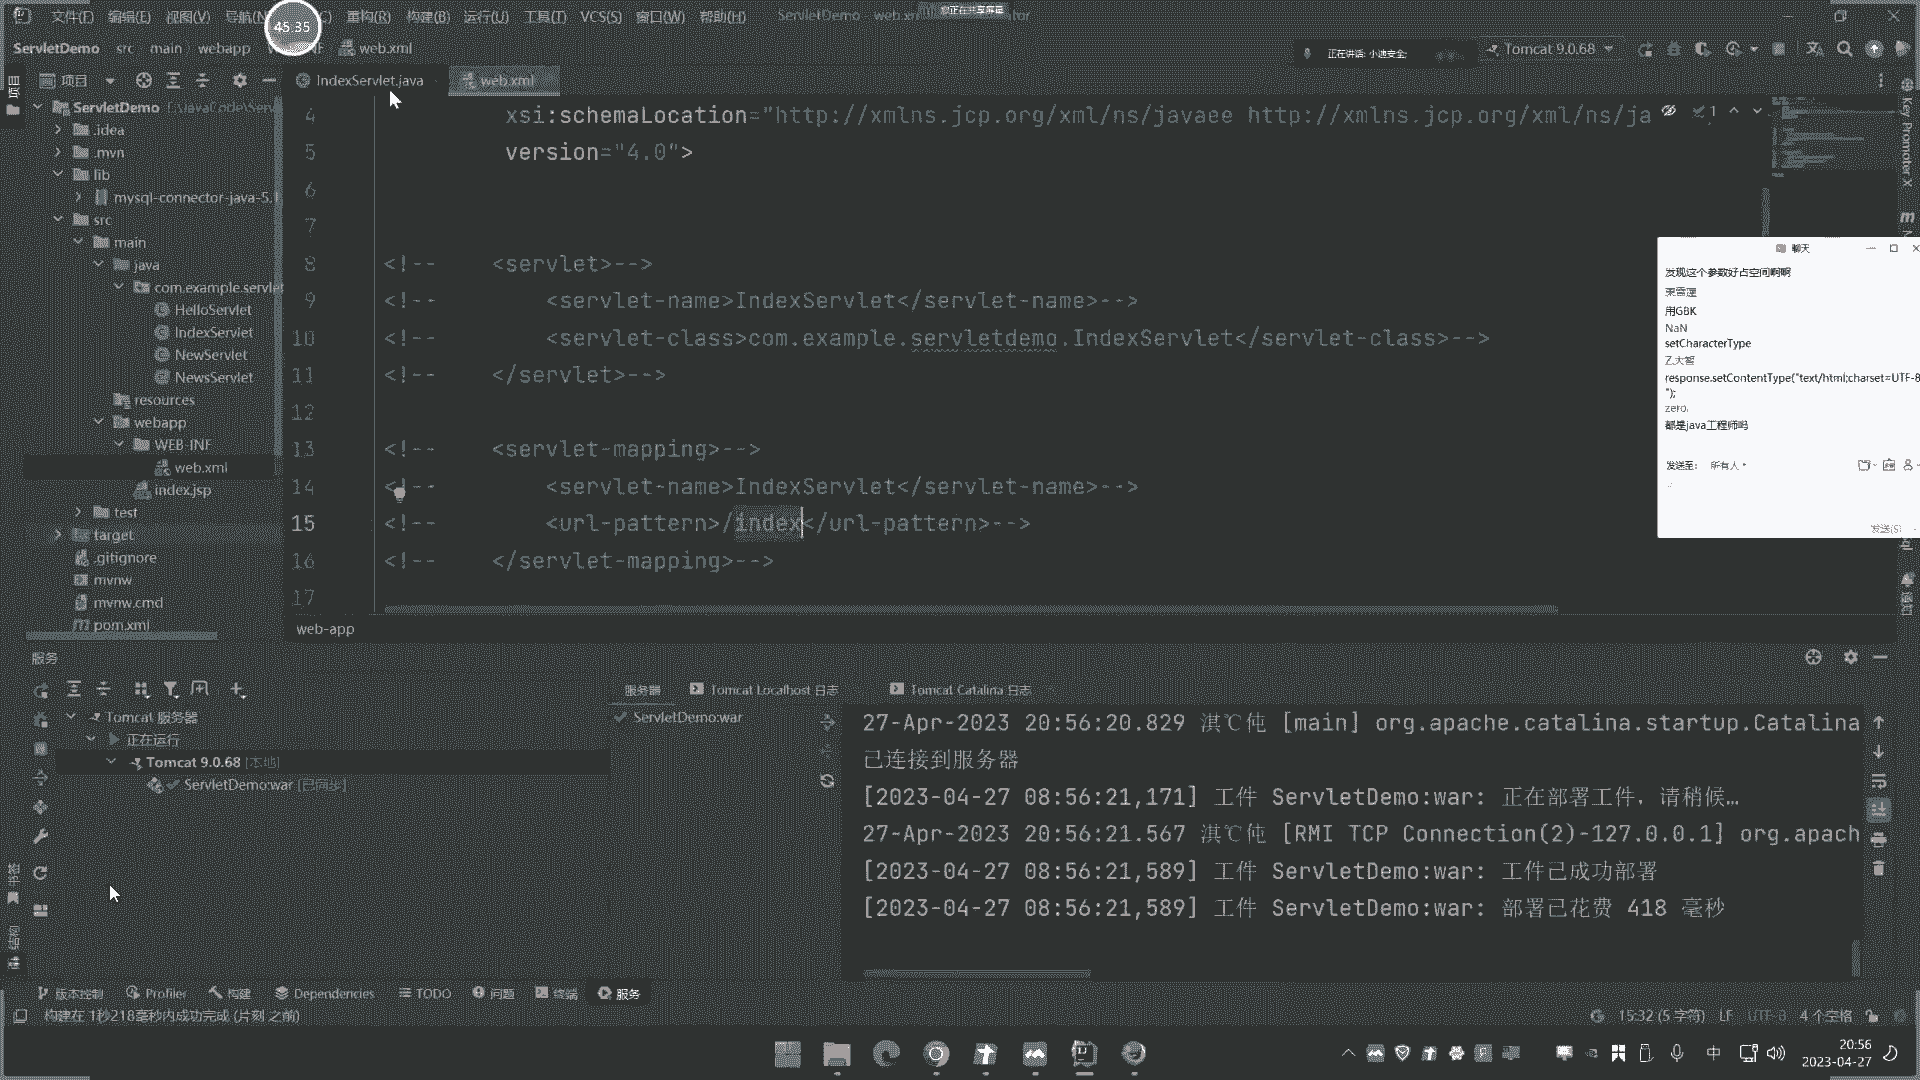 文件(F) 编辑(E) 视图(V) 重构(R) 构建(B) 运行(U) 工具(T) VCS(S) 窗口(W) 帮助(H)
您正在共享屏幕
45:35
ServletDemo src main webapp web.xml
正在讲话: 小迪安全;
Tomcat 9.0.68
项目
IndexServlet.java
web.xml
ServletDemo
.idea
.mvn
lib
mysql-connector-java-5.1
src
main
java
com.example.servlet
HelloServlet
IndexServlet
NewServlet
NewsServlet
resources
webapp
WEB-INF
web.xml
index.jsp
test
target
.gitignore
mvnw
mvnw.cmd
pom.xml
4 xsi:schemaLocation="http://xmlns.jcp.org/xml/ns/javaee http://xmlns.jcp.org/xml/ns/ja
5 version="4.0">
6
7
8 <!-- <servlet>-->
9 <!-- <servlet-name>IndexServlet</servlet-name>-->
10 <!-- <servlet-class>com.example.servletdemo.IndexServlet</servlet-class>-->
11 <!-- </servlet>-->
12
13 <!-- <servlet-mapping>-->
14 <!-- <servlet-name>IndexServlet</servlet-name>-->
15 <!-- <url-pattern>/index</url-pattern>-->
16 <!-- </servlet-mapping>-->
17
1
web-app
Key Promoter X
聊天
发现这个参数好占空间啊啊
用GBK
NaN
setCharacterType
乙大智
response.setContentType("text/html;charset=UTF-8
");
zero.
都是java工程师吗
发送至: 所有人
发送(S)
服务
Tomcat 服务器
正在运行
Tomcat 9.0.68 [本地]
ServletDemo:war [已同步]
服务器
Tomcat Localhost 日志
Tomcat Catalina 日志
ServletDemo:war
27-Apr-2023 20:56:20.829 淇℃伅 [main] org.apache.catalina.startup.Catalina
已连接到服务器
[2023-04-27 08:56:21,171] 工件 ServletDemo:war: 正在部署工件，请稍候…
27-Apr-2023 20:56:21.567 淇℃伅 [RMI TCP Connection(2)-127.0.0.1] org.apach
[2023-04-27 08:56:21,589] 工件 ServletDemo:war: 工件已成功部署
[2023-04-27 08:56:21,589] 工件 ServletDemo:war: 部署已花费 418 毫秒
书签
结构
版本控制 Profiler 构建 Dependencies TODO 问题 终端 服务
构建在 1秒218毫秒内成功完成 (片刻 之前)
15:32 (5 字符) LF UTF-8 4 个空格
中
20:56
2023-04-27